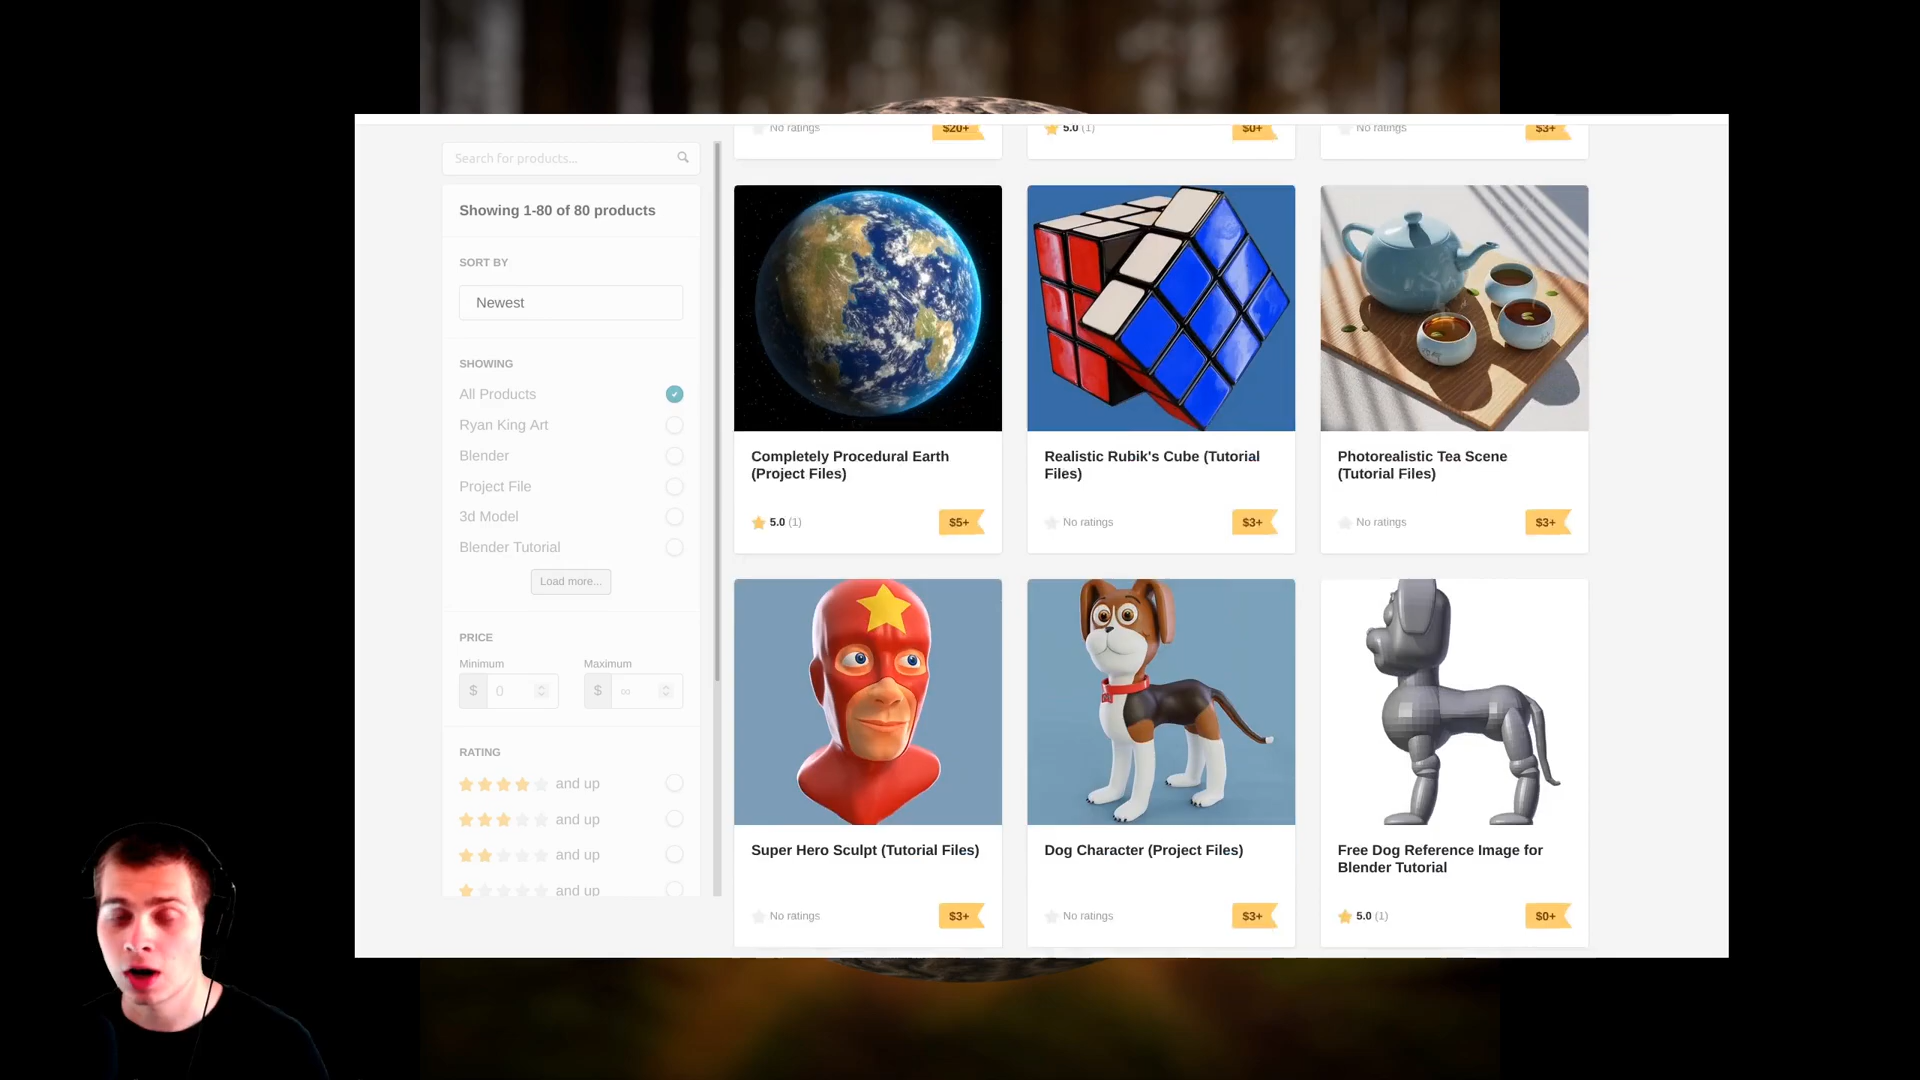 No ratings
$20+
5.0 (1)
$0+
No ratings
$3+
Search for products...
Showing 1-80 of 80 products
SORT BY
Newest
SHOWING
All Products
Ryan King Art
Blender
Project File
3d Model
Blender Tutorial
Load more...
PRICE
Minimum
Maximum
$ 0
$ ∞
RATING
and up
and up
and up
and up
Completely Procedural Earth
(Project Files)
5.0 (1)
$5+
Realistic Rubik's Cube (Tutorial
Files)
No ratings
$3+
Photorealistic Tea Scene
(Tutorial Files)
No ratings
$3+
Super Hero Sculpt (Tutorial Files)
No ratings
$3+
Dog Character (Project Files)
No ratings
$3+
Free Dog Reference Image for
Blender Tutorial
5.0 (1)
$0+